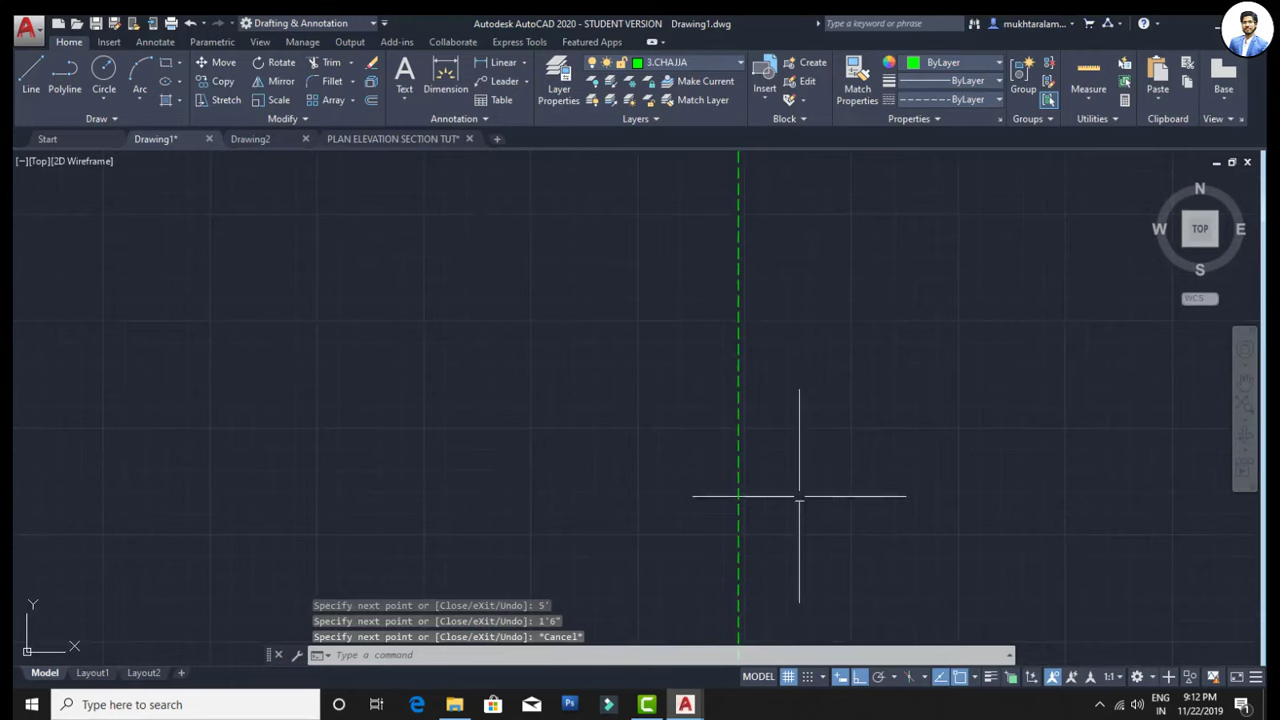 Drafting & Annotation
Autodesk AutoCAD 2020 - STUDENT VERSION Drawing1.dwg
Type a keyword or phrase
mukhtaralam...
Home Insert Annotate Parametric View Manage Output Add-ins Collaborate Express Tools Featured Apps
Line Polyline Circle Arc
Move Rotate Trim
Copy Mirror Fillet
Stretch Scale Array
Text Dimension
Linear
Leader
Table
Layer Properties
3.CHAJJA
Make Current
Match Layer
Insert
Create
Edit
Match Properties
ByLayer
ByLayer
ByLayer
Group Measure Paste Base
Draw Modify Annotation Layers Block Properties Groups Utilities Clipboard View
Start Drawing1* Drawing2 PLAN ELEVATION SECTION TUT*
[−][Top][2D Wireframe]
N
W TOP E
S
WCS
Y
X
Specify next point or [Close/eXit/Undo]: 5'
Specify next point or [Close/eXit/Undo]: 1'6"
Specify next point or [Close/eXit/Undo]: *Cancel*
Type a command
Model Layout1 Layout2
MODEL 1:1
Type here to search
ENG
IN
9:12 PM
11/22/2019